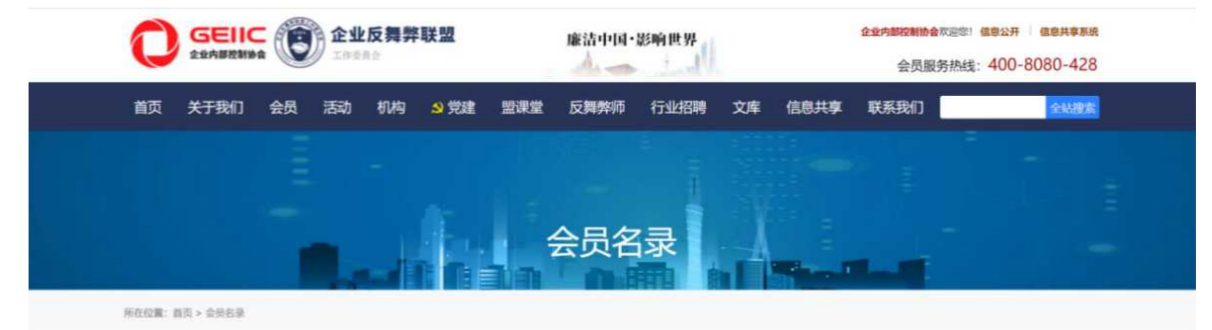 GEIIC
企业内部控制协会
企业反舞弊联盟
工作委员会
廉洁中国·影响世界
企业内部控制协会欢迎您！ 信息公开 | 信息共享系统
会员服务热线：400-8080-428
首页 关于我们 会员 活动 机构 党建 盟课堂 反舞弊师 行业招聘 文库 信息共享 联系我们 全站搜索
会员名录
所在位置：首页 > 会员名录